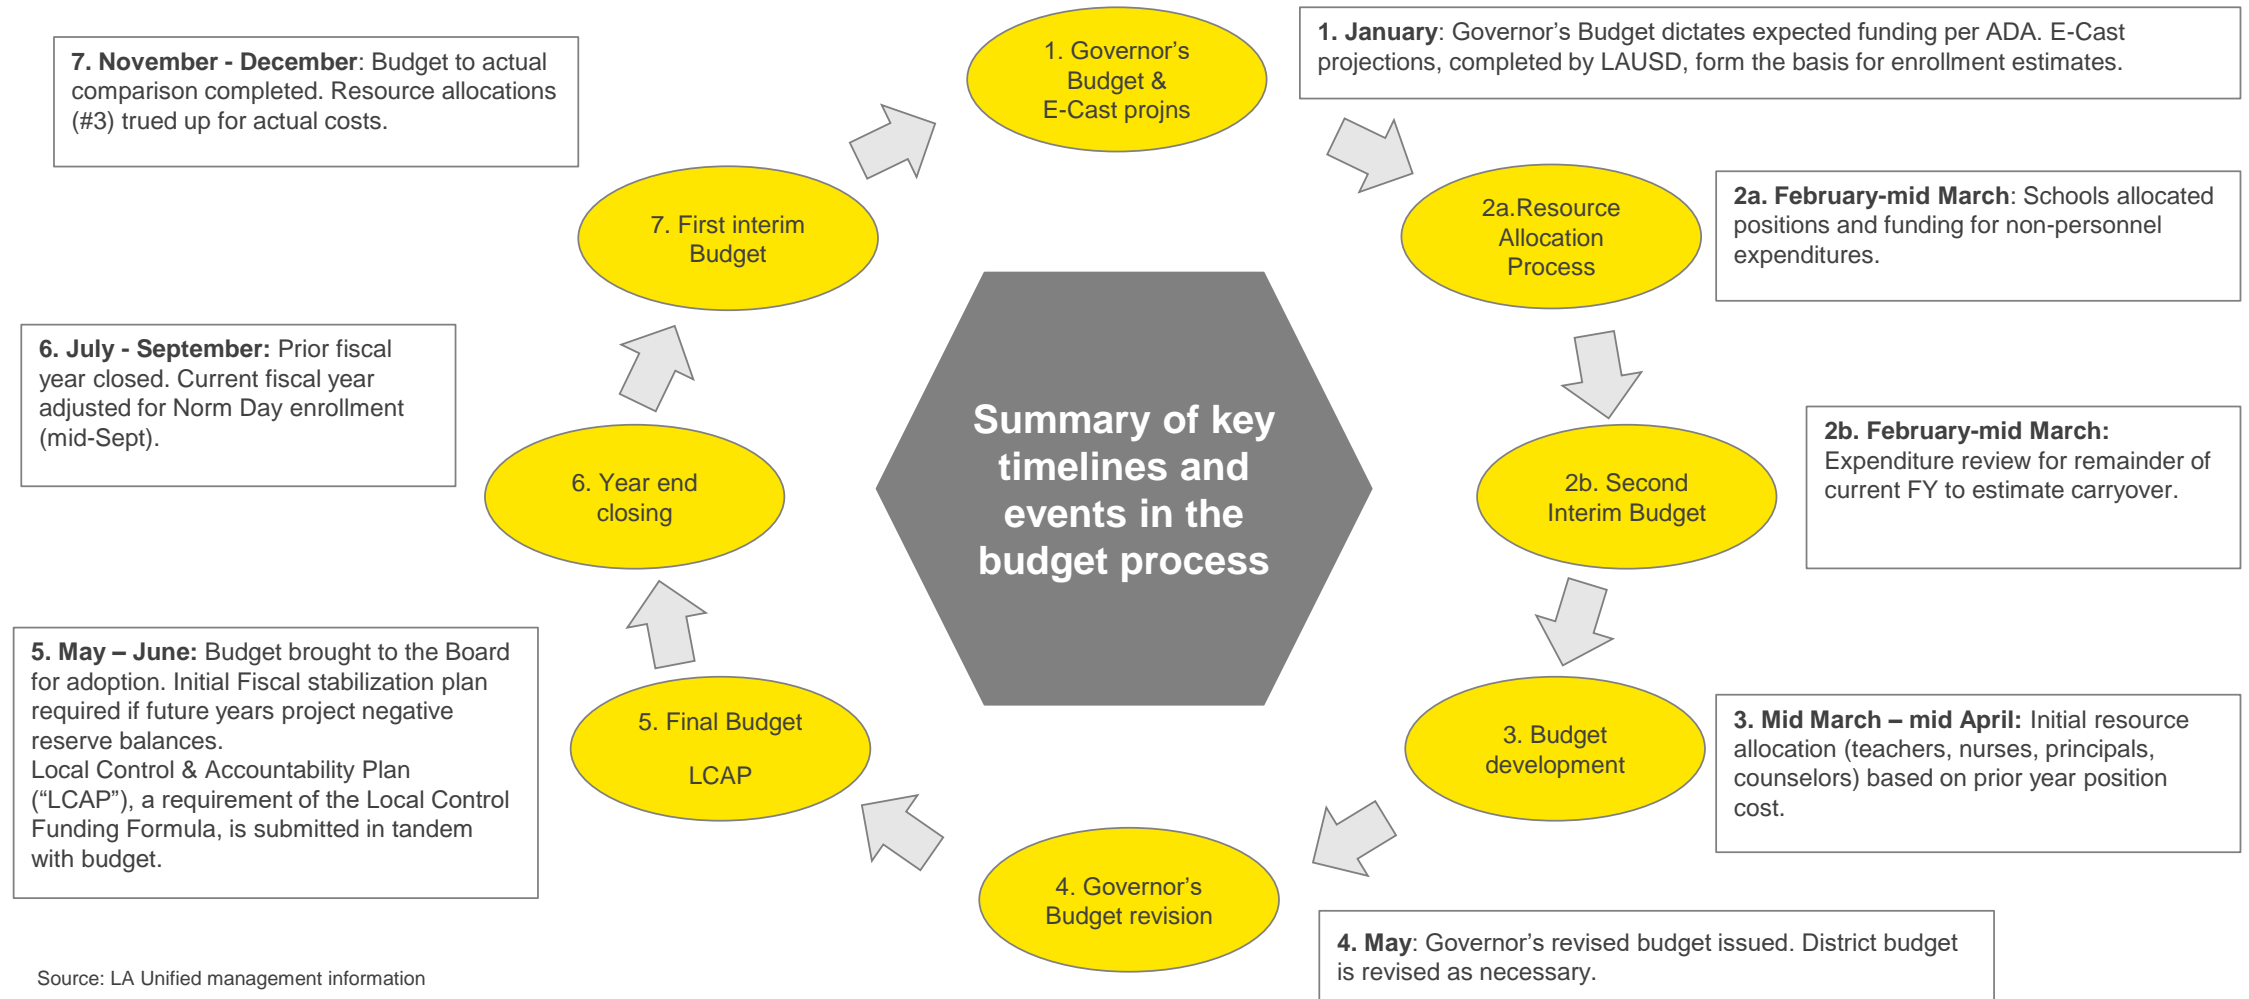 1. Governor's
Budget &
E-Cast projns
1. January: Governor's Budget dictates expected funding per ADA. E-Cast
projections, completed by LAUSD, form the basis for enrollment estimates.
2a.Resource
Allocation
Process
2a. February-mid March: Schools allocated
positions and funding for non-personnel
expenditures.
2b. Second
Interim Budget
2b. February-mid March:
Expenditure review for remainder of
current FY to estimate carryover.
3. Budget
development
3. Mid March – mid April: Initial resource
allocation (teachers, nurses, principals,
counselors) based on prior year position
cost.
4. Governor's
Budget revision
4. May: Governor's revised budget issued. District budget
is revised as necessary.
5. Final Budget
LCAP
5. May – June: Budget brought to the Board
for adoption. Initial Fiscal stabilization plan
required if future years project negative
reserve balances.
Local Control & Accountability Plan
("LCAP"), a requirement of the Local Control
Funding Formula, is submitted in tandem
with budget.
6. Year end
closing
6. July - September: Prior fiscal
year closed. Current fiscal year
adjusted for Norm Day enrollment
(mid-Sept).
7. First interim
Budget
7. November - December: Budget to actual
comparison completed. Resource allocations
(#3) trued up for actual costs.
Summary of key
timelines and
events in the
budget process
Source: LA Unified management information